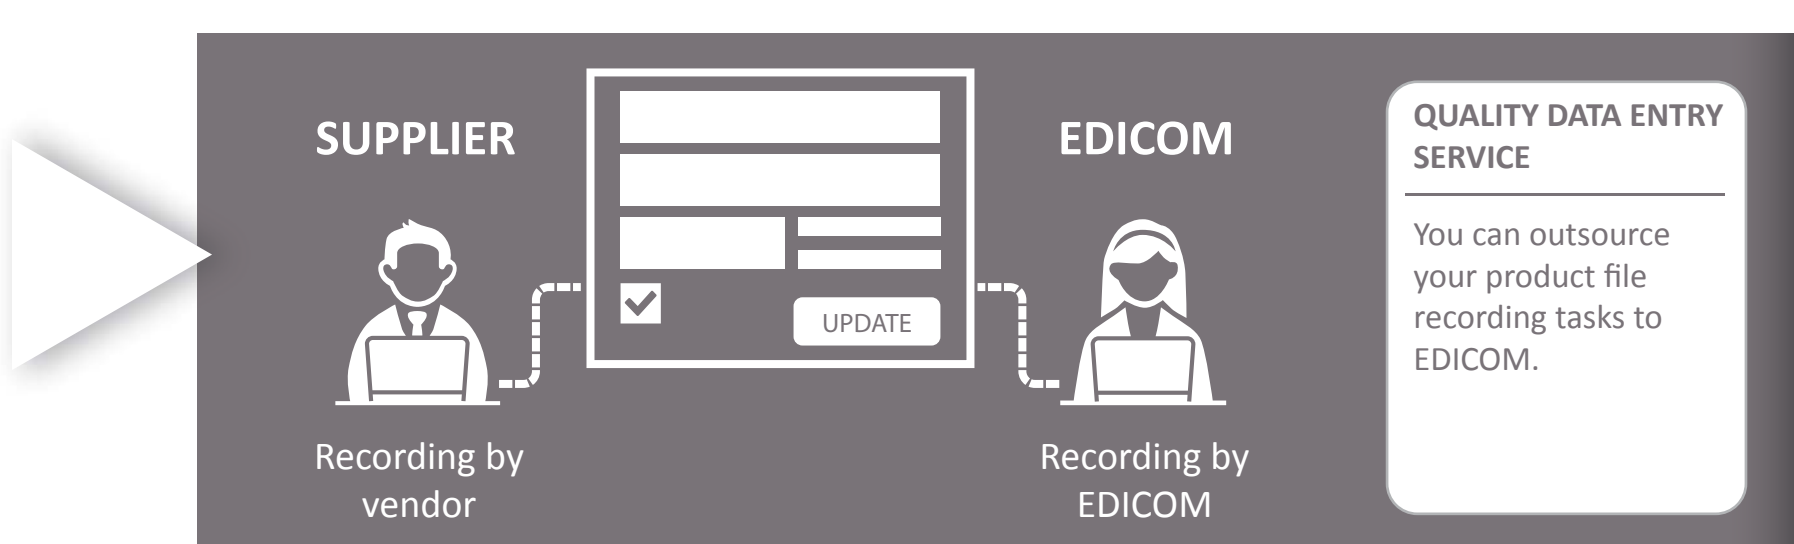 SUPPLIER
Recording by
vendor
UPDATE
EDICOM
Recording by
EDICOM
QUALITY DATA ENTRY
SERVICE
You can outsource
your product file
recording tasks to
EDICOM.